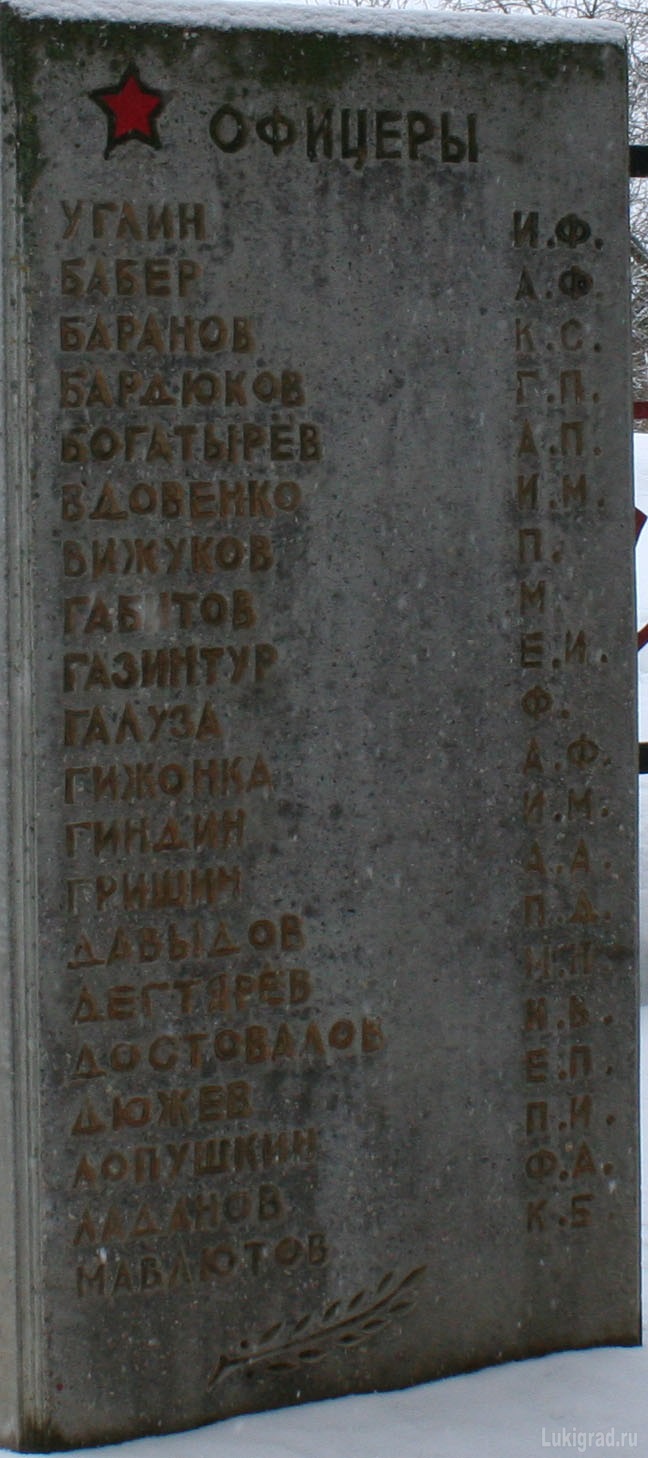 ОФИЦЕРЫ
УГЛИН И.Ф.
БАБЕР А.Ф.
БАРАНОВ К.С.
БАРДЮКОВ Г.П.
БОГАТЫРЕВ А.П.
ВДОВЕНКО И.М.
ВИЖУКОВ П.
ГАБИТОВ М.
ГАЗИНТУР Е.И.
ГАЛУЗА Ф.
ГИЖОНКА А.Ф.
ГИНДИН И.М.
ГРИШИН А.А.
ДАВЫДОВ П.Д.
ДЕГТЯРЕВ
ДОСТОВАЛОВ Н.В.
ДЮЖЕВ Е.П.
ЛОПУШКИН П.И.
ЛАДАНОВ Ф.А.
МАВЛЮТОВ К.Б.
Lukigrad.ru